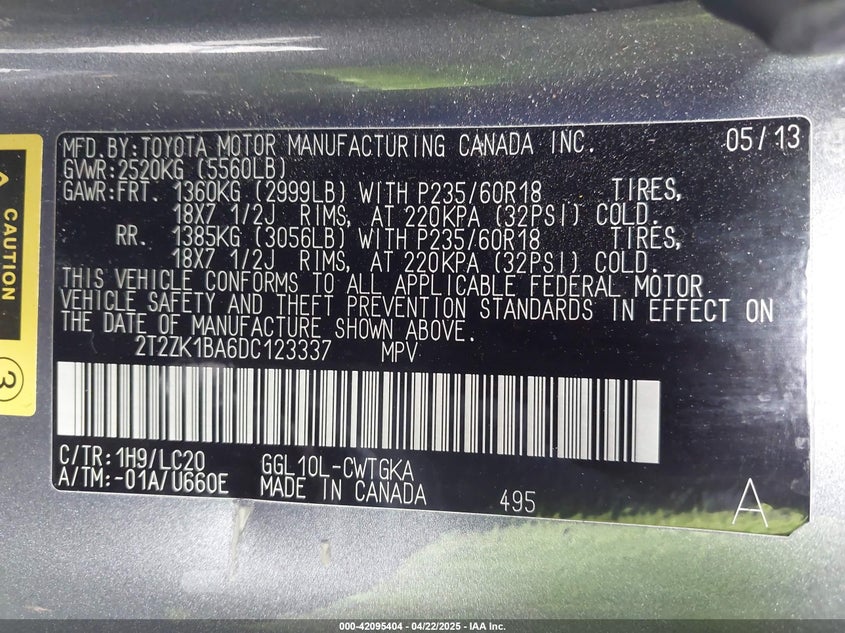 MFD.BY:TOYOTA MOTOR MANUFACTURING CANADA INC. 05/13
GVWR:2520KG (5560LB)
GAWR:FRT. 1360KG (2999LB) WITH P235/60R18 TIRES,
18X7 1/2J RIMS, AT 220KPA (32PSI) COLD.
RR. 1385KG (3056LB) WITH P235/60R18 TIRES,
18X7 1/2J RIMS, AT 220KPA (32PSI) COLD.
THIS VEHICLE CONFORMS TO ALL APPLICABLE FEDERAL MOTOR
VEHICLE SAFETY AND THEFT PREVENTION STANDARDS IN EFFECT ON
THE DATE OF MANUFACTURE SHOWN ABOVE.
2T2ZK1BA6DC123337 MPV
C/TR:1H9/LC20 GGL10L-CWTGKA
A/TM:-01A/U660E MADE IN CANADA 495 A
CAUTION
3
000-42095404 - 04/22/2025 - IAA Inc.